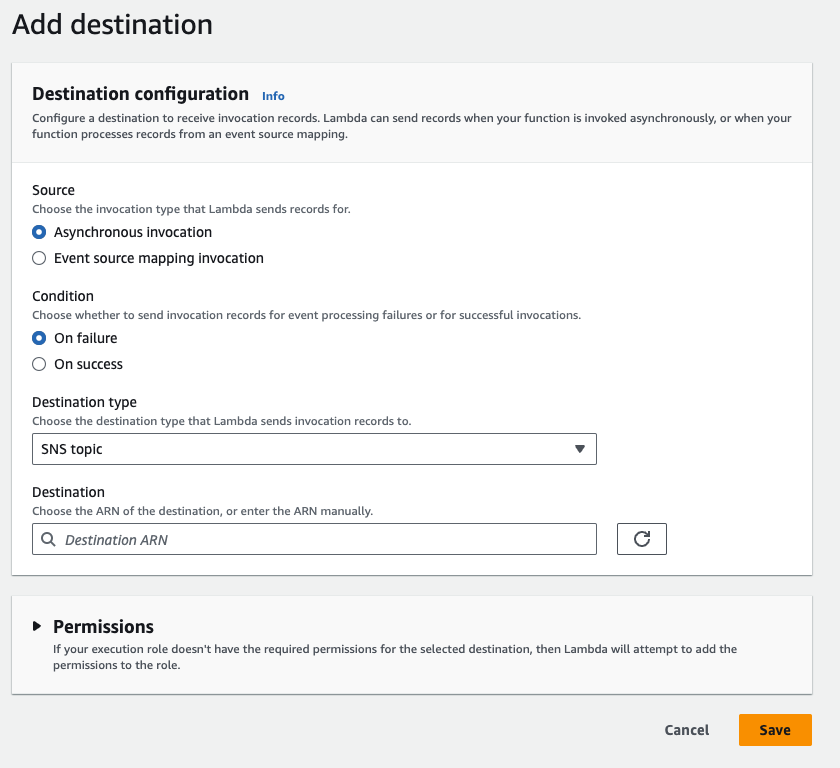 Add destination
Destination configuration Info
Configure a destination to receive invocation records. Lambda can send records when your function is invoked asynchronously, or when your
function processes records from an event source mapping.
Source
Choose the invocation type that Lambda sends records for.
Asynchronous invocation
Event source mapping invocation
Condition
Choose whether to send invocation records for event processing failures or for successful invocations.
On failure
On success
Destination type
Choose the destination type that Lambda sends invocation records to.
SNS topic
Destination
Choose the ARN of the destination, or enter the ARN manually.
Destination ARN
Permissions
If your execution role doesn't have the required permissions for the selected destination, then Lambda will attempt to add the
permissions to the role.
Cancel Save